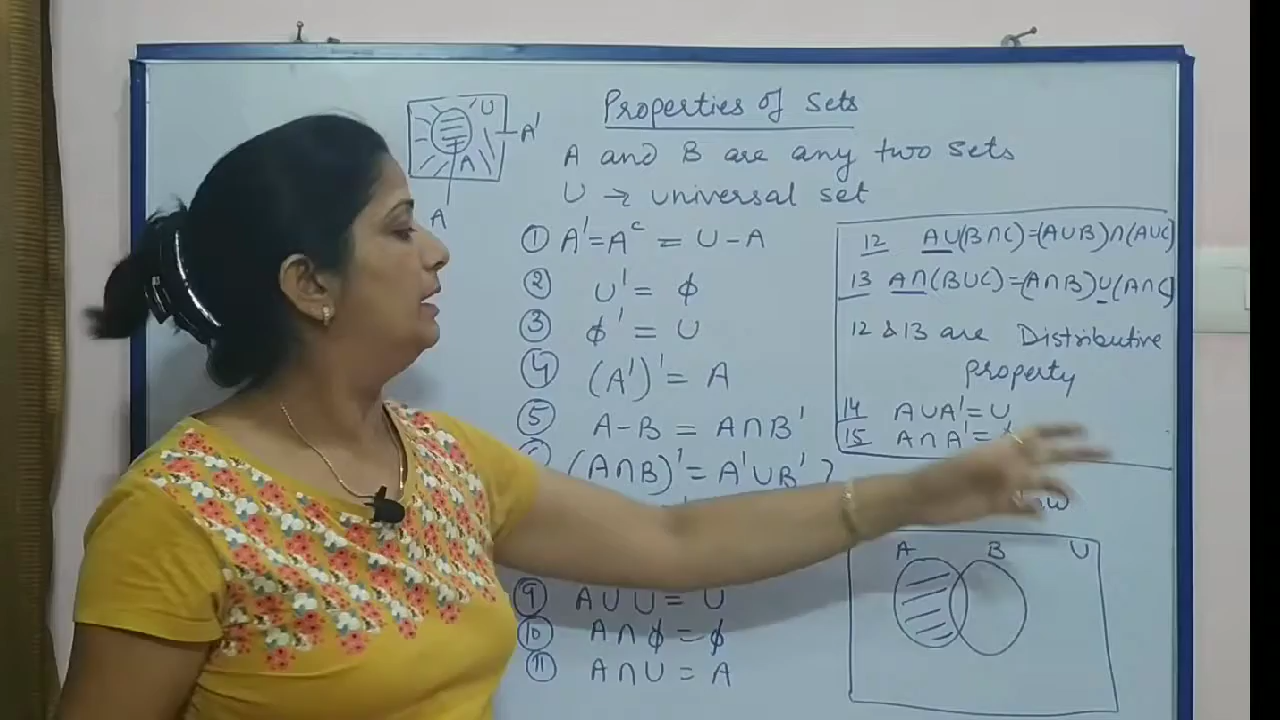 U
A'
A
A
Properties of Sets
A and B are any two sets
U → universal set
① A' = Aᶜ = U - A
② U' = ϕ
③ ϕ' = U
④ (A')' = A
⑤ A-B = A∩B'
(A∩B)' = A'∪B' }
⑨ A ∪ U = U
⑩ A ∩ ϕ = ϕ
⑪ A ∩ U = A
12 A∪(B∩C)=(A∪B)∩(A∪C)
13 A∩(B∪C)=(A∩B)∪(A∩C
12 & 13 are Distributive
property
14 A∪A'=U
15 A∩A'=
A B U